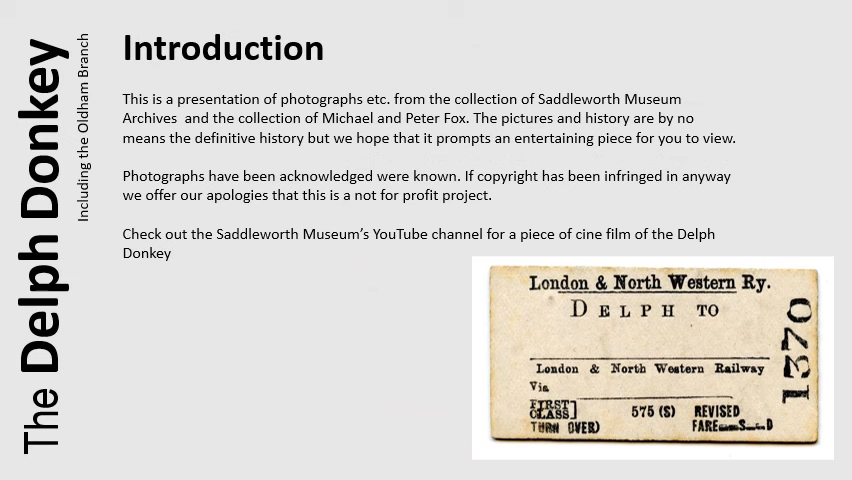 The Delph Donkey
Including the Oldham Branch
Introduction
This is a presentation of photographs etc. from the collection of Saddleworth Museum
Archives  and the collection of Michael and Peter Fox. The pictures and history are by no
means the definitive history but we hope that it prompts an entertaining piece for you to view.
Photographs have been acknowledged were known. If copyright has been infringed in anyway
we offer our apologies that this is a not for profit project.
Check out the Saddleworth Museum’s YouTube channel for a piece of cine film of the Delph
Donkey
London & North Western Ry.
DELPH TO
London & North Western Railway
Via
FIRST CLASS] 575 (S) REVISED
TURN OVER) FARE S D
1370